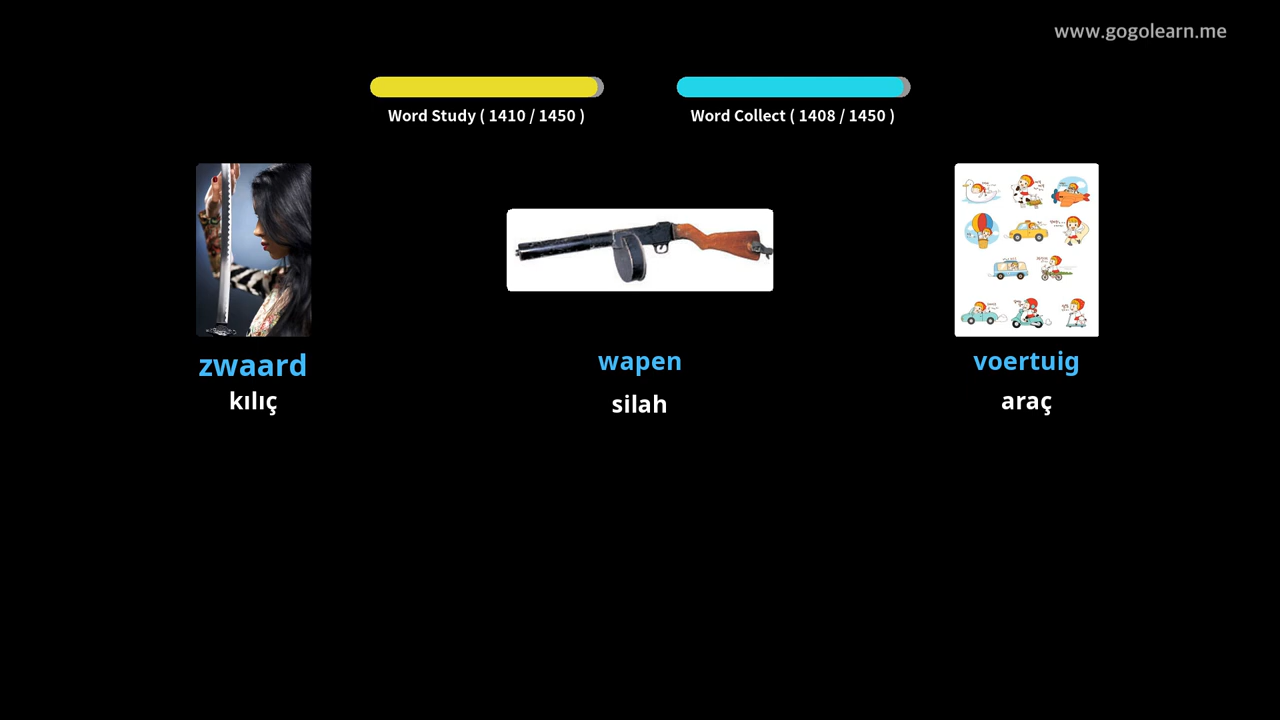 www.gogolearn.me
Word Study ( 1410 / 1450 )
Word Collect ( 1408 / 1450 )
zwaard
wapen
voertuig
kılıç
silah
araç